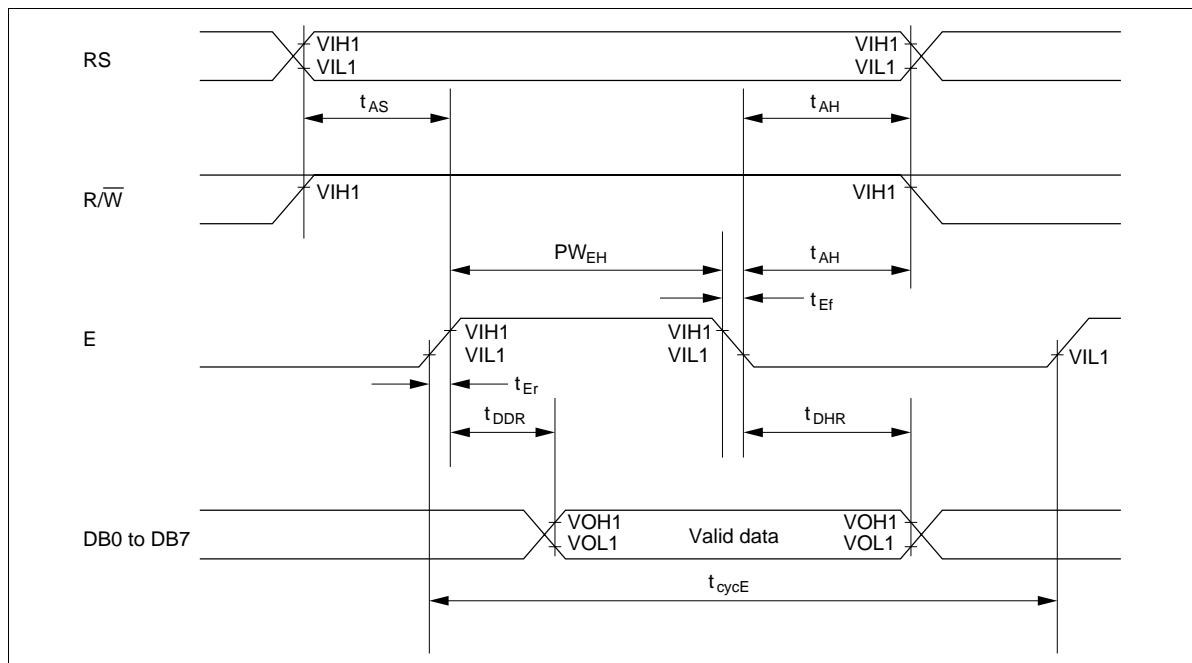 RS
VIH1
VIL1
VIH1
VIL1
tAS
tAH
R/W̅
VIH1
VIH1
PWEH
tAH
tEf
E
VIH1
VIL1
VIH1
VIL1
VIL1
tEr
tDDR
tDHR
DB0 to DB7
VOH1
VOL1
Valid data
VOH1
VOL1
tcycE